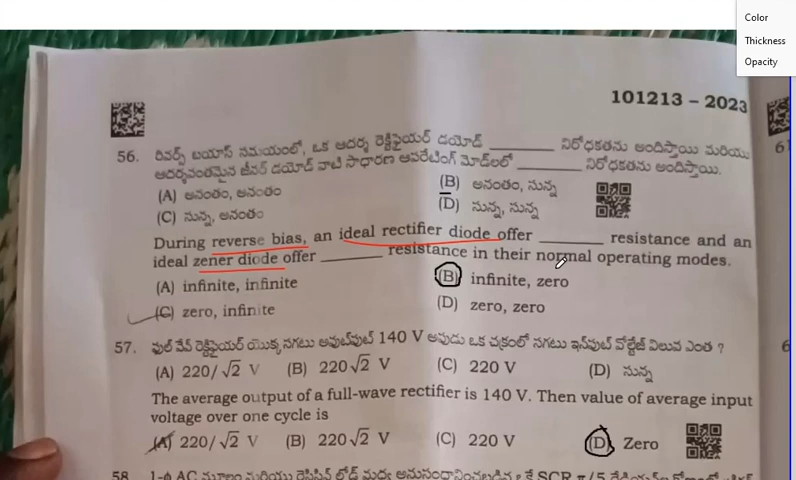 Color
Thickness
Opacity
101213 – 2023
56. రివర్స్ బయాస్ సమయంలో, ఒక ఆదర్శ రెక్టిఫైయర్ డయోడ్ ________ నిరోధకతను అందిస్తాయి మరియు
ఆదర్శవంతమైన జీనర్ డయోడ్ వాటి సాధారణ ఆపరేటింగ్ మోడ్‌లలో ________ నిరోధకతను అందిస్తాయి.
(A) అనంతం, అనంతం (B) అనంతం, సున్న
(C) సున్న, అనంతం (D) సున్న, సున్న
During reverse bias, an ideal rectifier diode offer ________ resistance and an
ideal zener diode offer ________ resistance in their normal operating modes.
(A) infinite, infinite (B) infinite, zero
(C) zero, infinite (D) zero, zero
57. ఫుల్ వేవ్ రెక్టిఫైయర్ యొక్క సగటు అవుట్‌పుట్ 140 V అపుడు ఒక చక్రంలో సగటు ఇన్‌పుట్ వోల్టేజ్ విలువ ఎంత ?
(A) 220/√2 V (B) 220√2 V (C) 220 V (D) సున్న
The average output of a full-wave rectifier is 140 V. Then value of average input
voltage over one cycle is
(A) 220/√2 V (B) 220√2 V (C) 220 V (D) Zero
58